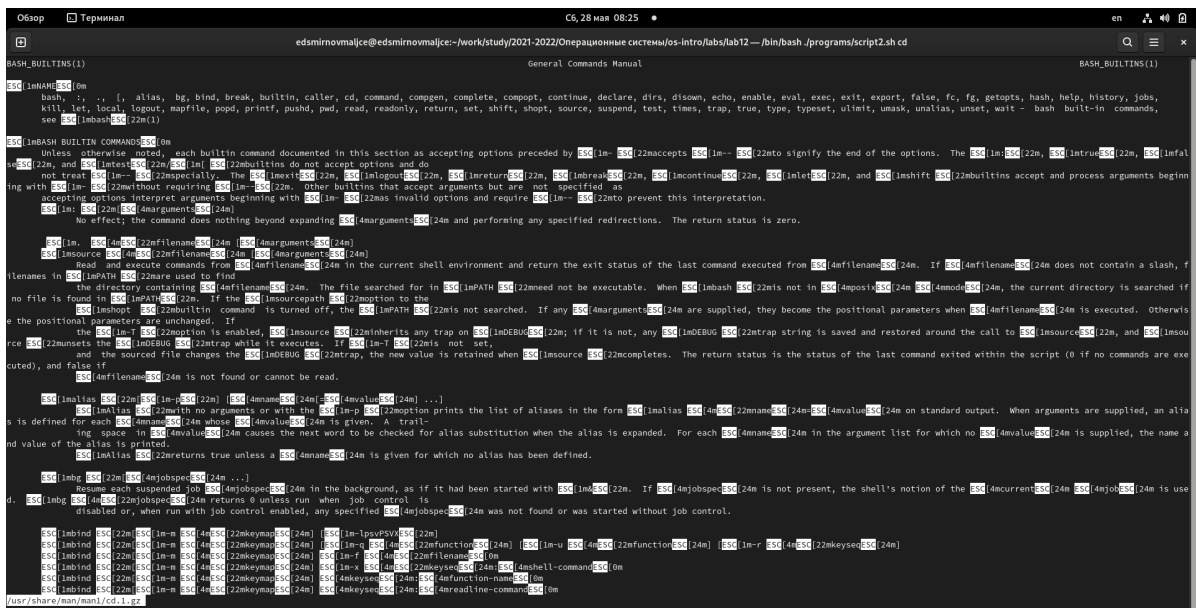 Обзор Терминал Сб, 28 мая 08:25 en
edsmirnovmaljce@edsmirnovmaljce:~/work/study/2021-2022/Операционные системы/os-intro/labs/lab12 — /bin/bash ./programs/script2.sh cd
BASH_BUILTINS(1) General Commands Manual BASH_BUILTINS(1)
ESC[1mNAMEESC[0m
bash, :, ., [, alias, bg, bind, break, builtin, caller, cd, command, compgen, complete, compopt, continue, declare, dirs, disown, echo, enable, eval, exec, exit, export, false, fc, fg, getopts, hash, help, history, jobs,
kill, let, local, logout, mapfile, popd, printf, pushd, pwd, read, readonly, return, set, shift, shopt, source, suspend, test, times, trap, true, type, typeset, ulimit, umask, unalias, unset, wait - bash built-in commands,
see ESC[1mbashESC[22m(1)
ESC[1mBASH BUILTIN COMMANDSESC[0m
Unless otherwise noted, each builtin command documented in this section as accepting options preceded by ESC[1m- ESC[22maccepts ESC[1m-- ESC[22mto signify the end of the options. The ESC[1m:ESC[22m, ESC[1mtrueESC[22m, ESC[1mfal
seESC[22m, and ESC[1mtestESC[22m/ESC[1m[ ESC[22mbuiltins do not accept options and do
not treat ESC[1m-- ESC[22mspecially. The ESC[1mexitESC[22m, ESC[1mlogoutESC[22m, ESC[1mreturnESC[22m, ESC[1mbreakESC[22m, ESC[1mcontinueESC[22m, ESC[1mletESC[22m, and ESC[1mshift ESC[22mbuiltins accept and process arguments beginn
ing with ESC[1m- ESC[22mwithout requiring ESC[1m--ESC[22m. Other builtins that accept arguments but are not specified as
accepting options interpret arguments beginning with ESC[1m- ESC[22mas invalid options and require ESC[1m-- ESC[22mto prevent this interpretation.
ESC[1m: ESC[22m[ESC[4margumentsESC[24m]
No effect; the command does nothing beyond expanding ESC[4margumentsESC[24m and performing any specified redirections. The return status is zero.
ESC[1m. ESC[4mESC[22mfilenameESC[24m [ESC[4margumentsESC[24m]
ESC[1msource ESC[4mESC[22mfilenameESC[24m [ESC[4margumentsESC[24m]
Read and execute commands from ESC[4mfilenameESC[24m in the current shell environment and return the exit status of the last command executed from ESC[4mfilenameESC[24m. If ESC[4mfilenameESC[24m does not contain a slash, f
ilenames in ESC[1mPATH ESC[22mare used to find
the directory containing ESC[4mfilenameESC[24m. The file searched for in ESC[1mPATH ESC[22mneed not be executable. When ESC[1mbash ESC[22mis not in ESC[4mposixESC[24m ESC[4mmodeESC[24m, the current directory is searched if
no file is found in ESC[1mPATHESC[22m. If the ESC[1msourcepath ESC[22moption to the
ESC[1mshopt ESC[22mbuiltin command is turned off, the ESC[1mPATH ESC[22mis not searched. If any ESC[4margumentsESC[24m are supplied, they become the positional parameters when ESC[4mfilenameESC[24m is executed. Otherwis
e the positional parameters are unchanged. If
the ESC[1m-T ESC[22moption is enabled, ESC[1msource ESC[22minherits any trap on ESC[1mDEBUGESC[22m; if it is not, any ESC[1mDEBUG ESC[22mtrap string is saved and restored around the call to ESC[1msourceESC[22m, and ESC[1msou
rce ESC[22munsets the ESC[1mDEBUG ESC[22mtrap while it executes. If ESC[1m-T ESC[22mis not set,
and the sourced file changes the ESC[1mDEBUG ESC[22mtrap, the new value is retained when ESC[1msource ESC[22mcompletes. The return status is the status of the last command exited within the script (0 if no commands are exe
cuted), and false if
ESC[4mfilenameESC[24m is not found or cannot be read.
ESC[1malias ESC[22m[ESC[1m-pESC[22m] [ESC[4mnameESC[24m[=ESC[4mvalueESC[24m] ...]
ESC[1mAlias ESC[22mwith no arguments or with the ESC[1m-p ESC[22moption prints the list of aliases in the form ESC[1malias ESC[4mESC[22mnameESC[24m=ESC[4mvalueESC[24m on standard output. When arguments are supplied, an alia
s is defined for each ESC[4mnameESC[24m whose ESC[4mvalueESC[24m is given. A trail-
ing space in ESC[4mvalueESC[24m causes the next word to be checked for alias substitution when the alias is expanded. For each ESC[4mnameESC[24m in the argument list for which no ESC[4mvalueESC[24m is supplied, the name a
nd value of the alias is printed.
ESC[1mAlias ESC[22mreturns true unless a ESC[4mnameESC[24m is given for which no alias has been defined.
ESC[1mbg ESC[22m[ESC[4mjobspecESC[24m ...]
Resume each suspended job ESC[4mjobspecESC[24m in the background, as if it had been started with ESC[1m&ESC[22m. If ESC[4mjobspecESC[24m is not present, the shell's notion of the ESC[4mcurrentESC[24m ESC[4mjobESC[24m is use
d. ESC[1mbg ESC[4mESC[22mjobspecESC[24m returns 0 unless run when job control is
disabled or, when run with job control enabled, any specified ESC[4mjobspecESC[24m was not found or was started without job control.
ESC[1mbind ESC[22m[ESC[1m-m ESC[4mESC[22mkeymapESC[24m] [ESC[1m-lpsvPSVXESC[22m]
ESC[1mbind ESC[22m[ESC[1m-m ESC[4mESC[22mkeymapESC[24m] [ESC[1m-q ESC[4mESC[22mfunctionESC[24m] [ESC[1m-u ESC[4mESC[22mfunctionESC[24m] [ESC[1m-r ESC[4mESC[22mkeyseqESC[24m]
ESC[1mbind ESC[22m[ESC[1m-m ESC[4mESC[22mkeymapESC[24m] ESC[1m-f ESC[4mESC[22mfilenameESC[0m
ESC[1mbind ESC[22m[ESC[1m-m ESC[4mESC[22mkeymapESC[24m] ESC[1m-x ESC[4mESC[22mkeyseqESC[24m:ESC[4mshell-commandESC[0m
ESC[1mbind ESC[22m[ESC[1m-m ESC[4mESC[22mkeymapESC[24m] ESC[4mkeyseqESC[24m:ESC[4mfunction-nameESC[0m
ESC[1mbind ESC[22m[ESC[1m-m ESC[4mESC[22mkeymapESC[24m] ESC[4mkeyseqESC[24m:ESC[4mreadline-commandESC[0m
/usr/share/man/man1/cd.1.gz